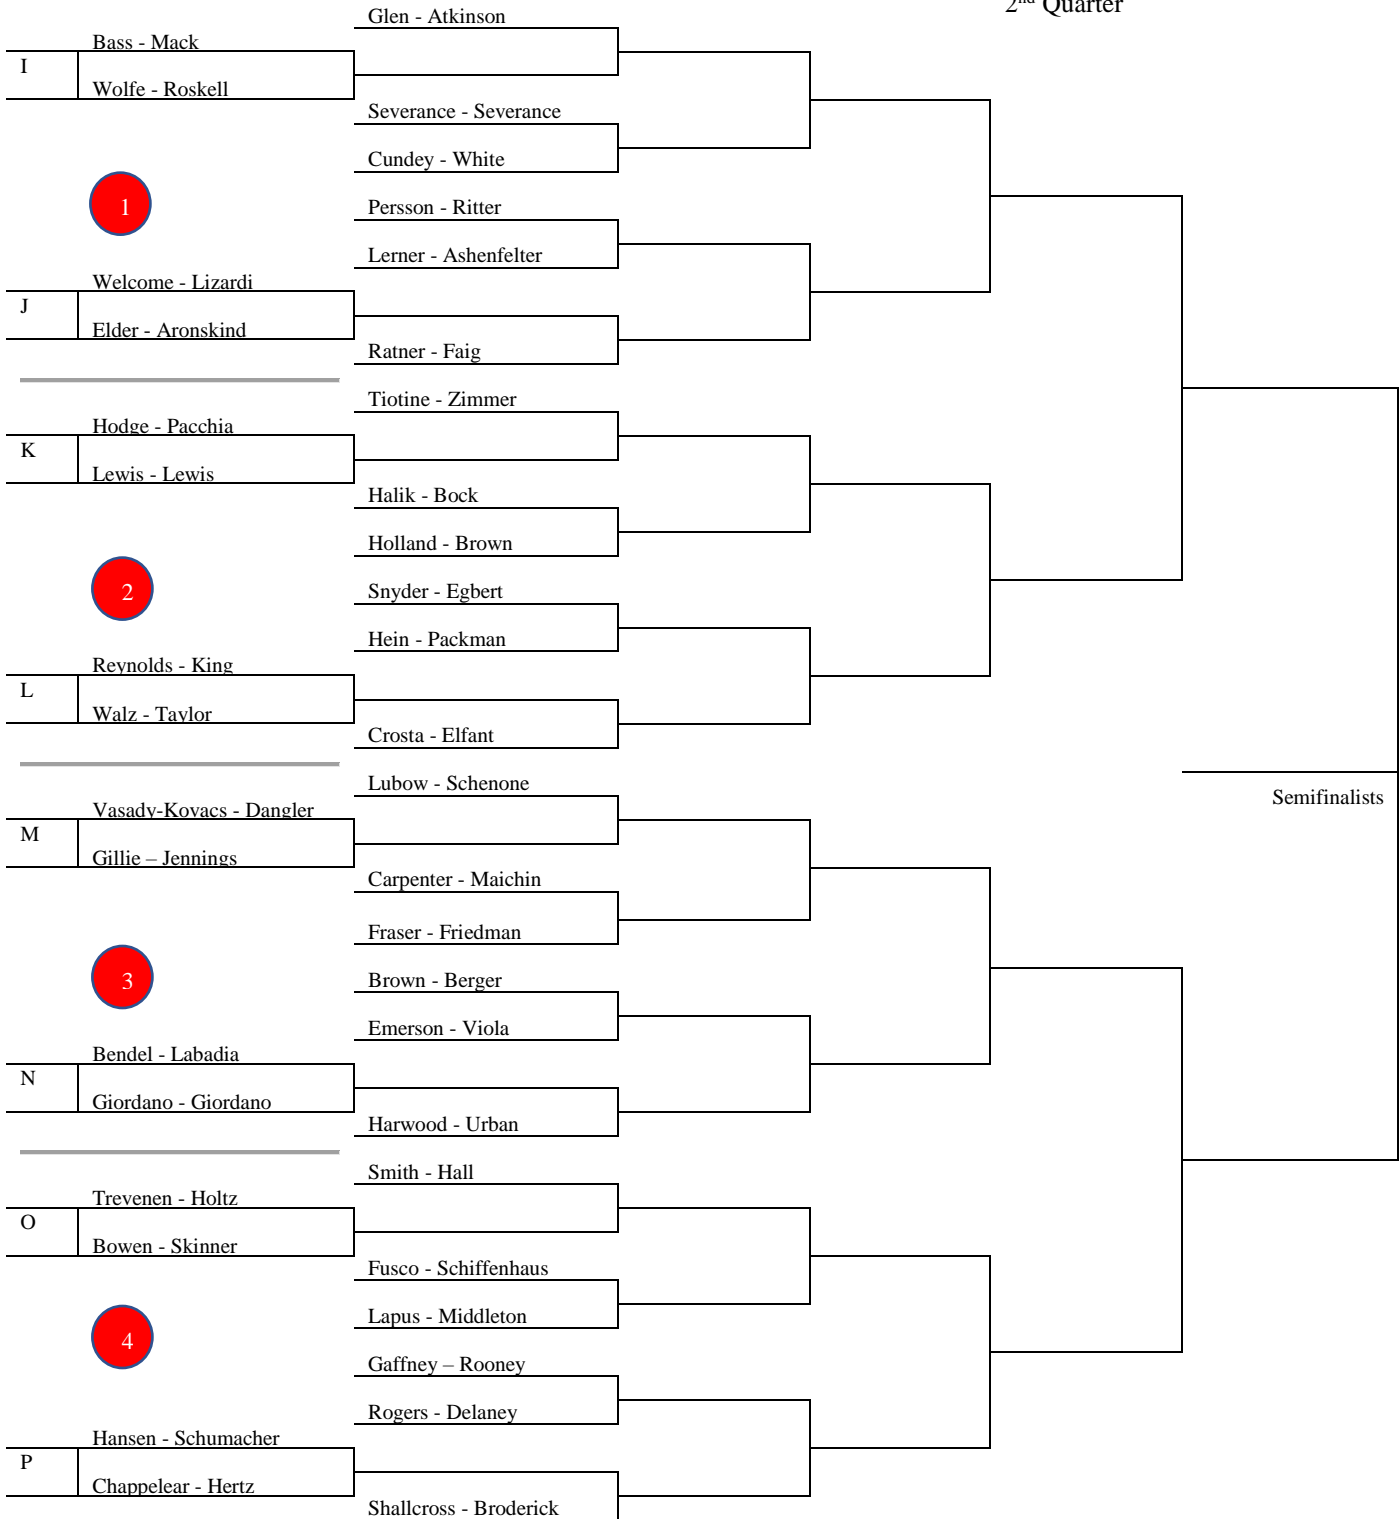 2nd Quarter
Glen - Atkinson
Bass - Mack
I
Wolfe - Roskell
Severance - Severance
Cundey - White
1
Persson - Ritter
Lerner - Ashenfelter
Welcome - Lizardi
J
Elder - Aronskind
Ratner - Faig
Tiotine - Zimmer
Hodge - Pacchia
K
Lewis - Lewis
Halik - Bock
Holland - Brown
2
Snyder - Egbert
Hein - Packman
Reynolds - King
L
Walz - Taylor
Crosta - Elfant
Lubow - Schenone
Semifinalists
Vasady-Kovacs - Dangler
M
Gillie – Jennings
Carpenter - Maichin
Fraser - Friedman
3
Brown - Berger
Emerson - Viola
Bendel - Labadia
N
Giordano - Giordano
Harwood - Urban
Smith - Hall
Trevenen - Holtz
O
Bowen - Skinner
Fusco - Schiffenhaus
Lapus - Middleton
4
Gaffney – Rooney
Rogers - Delaney
Hansen - Schumacher
P
Chappelear - Hertz
Shallcross - Broderick